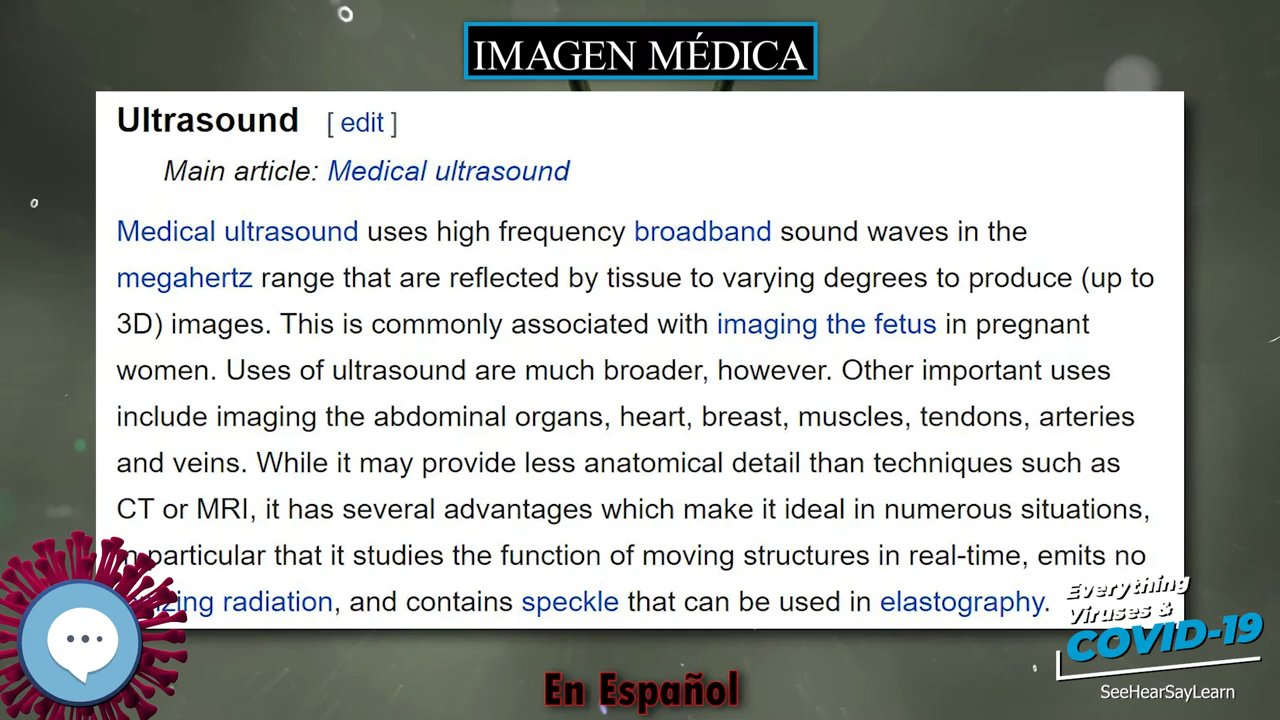 IMAGEN MÉDICA
Ultrasound [ edit ]
Main article: Medical ultrasound
Medical ultrasound uses high frequency broadband sound waves in the
megahertz range that are reflected by tissue to varying degrees to produce (up to
3D) images. This is commonly associated with imaging the fetus in pregnant
women. Uses of ultrasound are much broader, however. Other important uses
include imaging the abdominal organs, heart, breast, muscles, tendons, arteries
and veins. While it may provide less anatomical detail than techniques such as
CT or MRI, it has several advantages which make it ideal in numerous situations,
particular that it studies the function of moving structures in real-time, emits no
radiation, and contains speckle that can be used in elastography.
Everything
Viruses &
COVID-19
SeeHearSayLearn
En Español